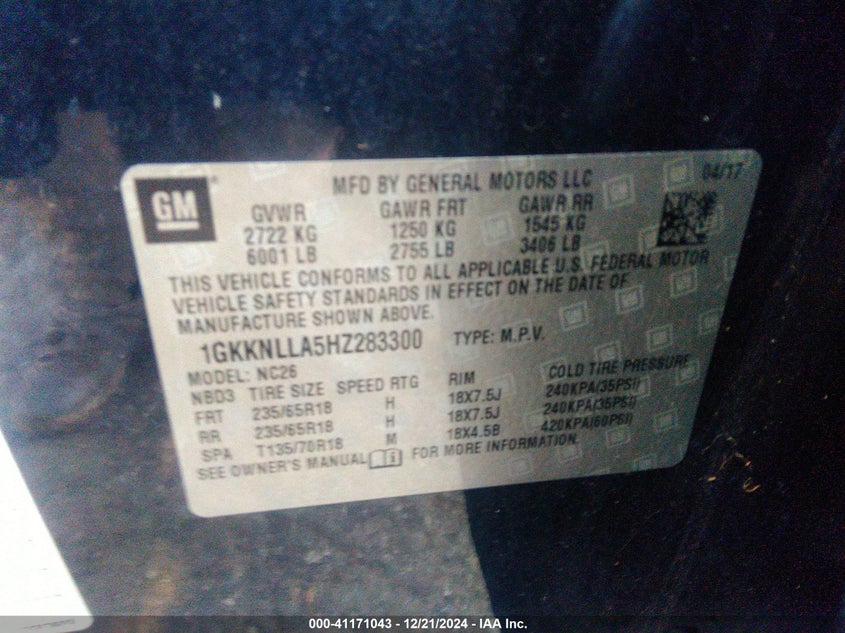 GM
MFD BY GENERAL MOTORS LLC 04/17
GVWR GAWR FRT GAWR RR
2722 KG 1250 KG 1545 KG
6001 LB 2755 LB 3406 LB
THIS VEHICLE CONFORMS TO ALL APPLICABLE U.S. FEDERAL MOTOR
VEHICLE SAFETY STANDARDS IN EFFECT ON THE DATE OF
MANUFACTURE SHOWN ABOVE.
1GKKNLLA5HZ283300 TYPE: M.P.V.
MODEL: NC26
NBD3 TIRE SIZE SPEED RTG RIM COLD TIRE PRESSURE
FRT 235/65R18 H 18X7.5J 240KPA(35PSI)
RR 235/65R18 H 18X7.5J 240KPA(35PSI)
SPA T135/70R18 M 18X4.5B 420KPA(60PSI)
SEE OWNER'S MANUAL FOR MORE INFORMATION.
000-41171043 - 12/21/2024 - IAA Inc.